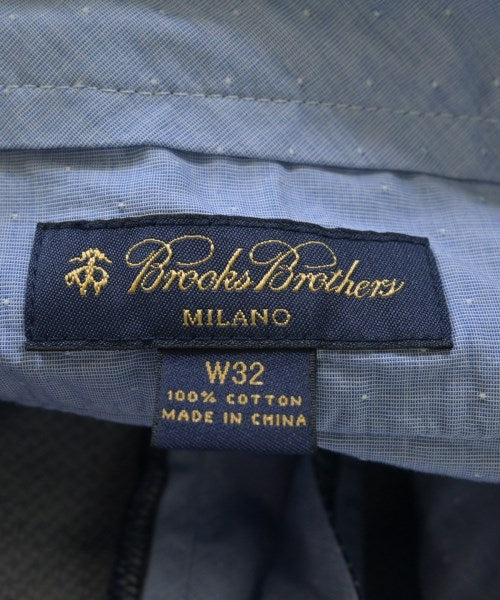 Brooks Brothers
MILANO
W32
100% COTTON
MADE IN CHINA